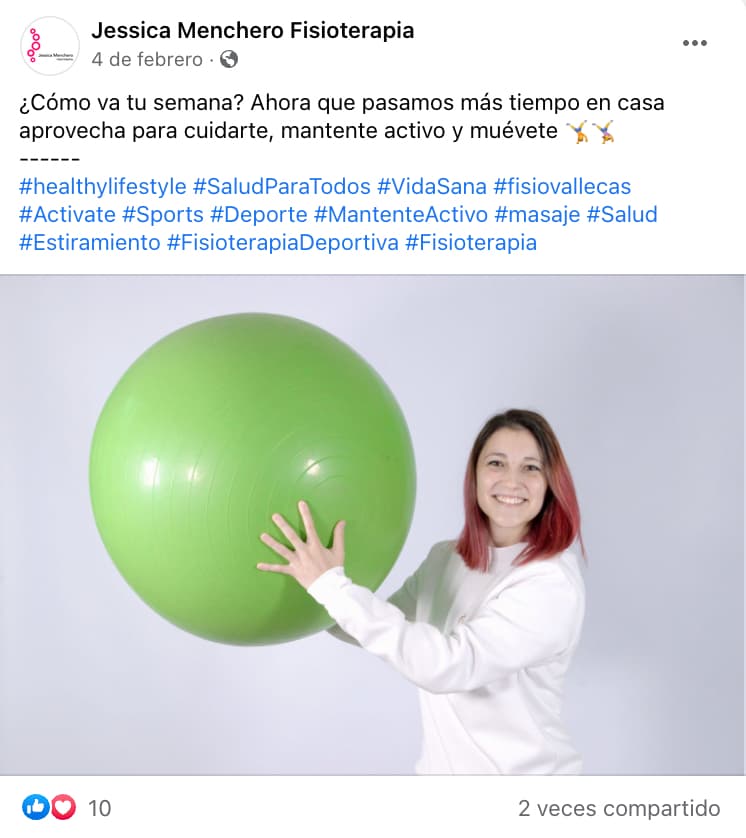 Jessica Menchero Fisioterapia
4 de febrero ·
¿Cómo va tu semana? Ahora que pasamos más tiempo en casa
aprovecha para cuidarte, mantente activo y muévete 🤸🤸‍♀️
------
#healthylifestyle #SaludParaTodos #VidaSana #fisiovallecas
#Activate #Sports #Deporte #MantenteActivo #masaje #Salud
#Estiramiento #FisioterapiaDeportiva #Fisioterapia
10
2 veces compartido